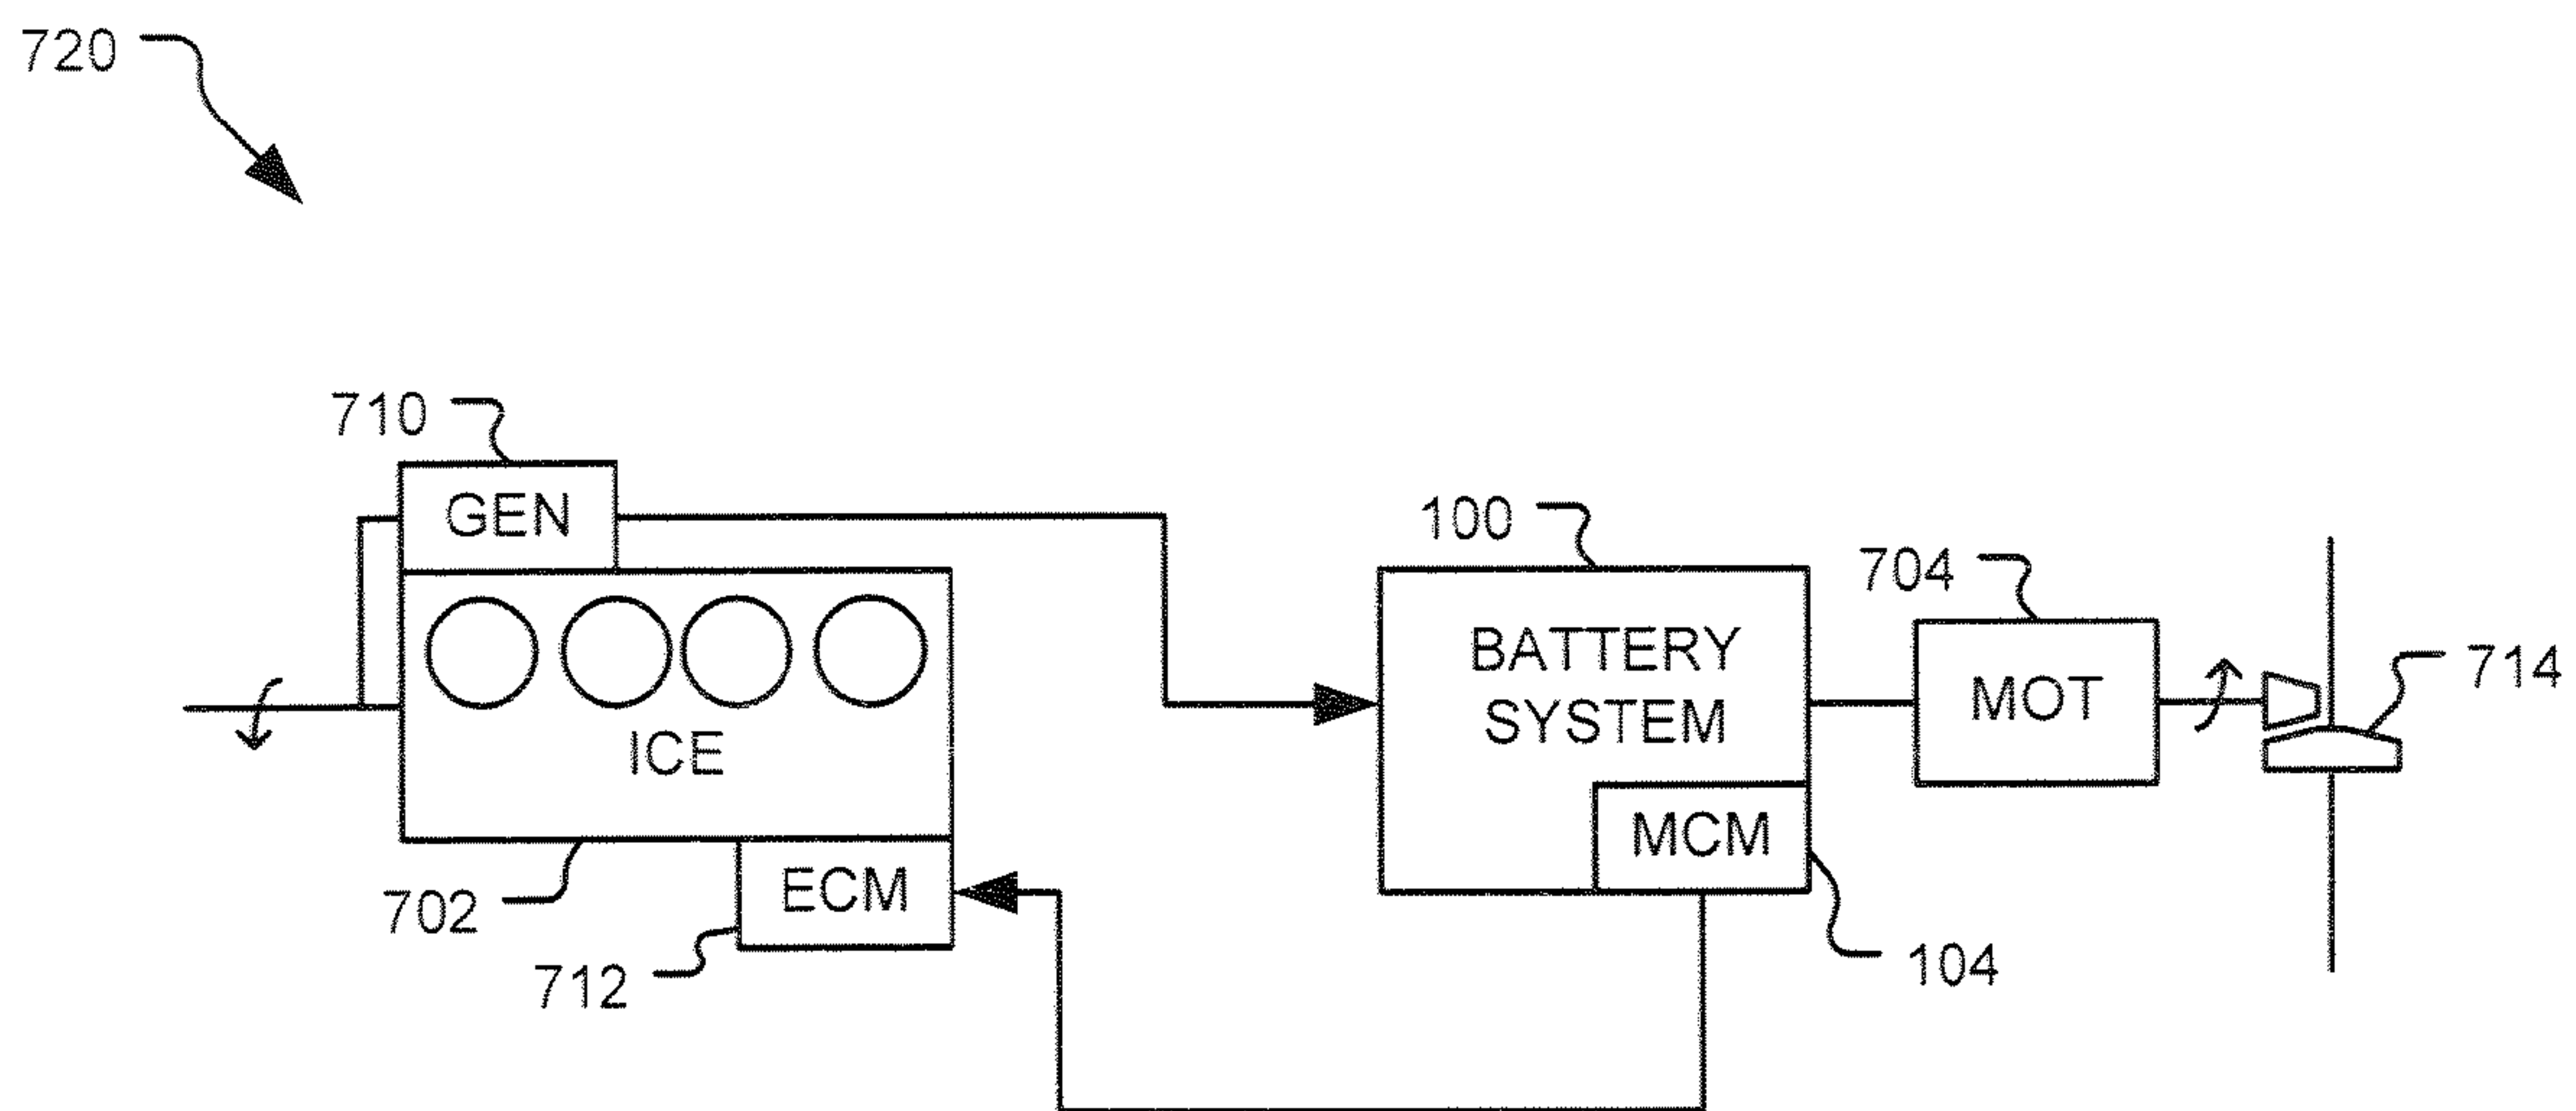 720
710
GEN
100
704
BATTERY
SYSTEM
MOT
714
ICE
MCM
ECM
702
712
104